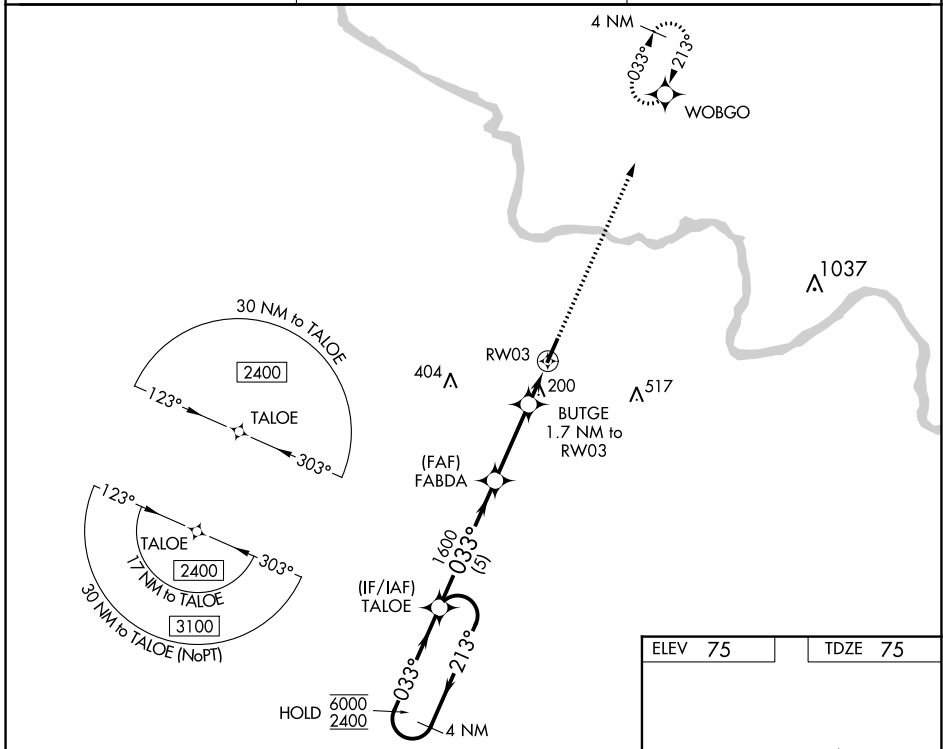 4 NM
033°
213°
WOBGO
1037
30 NM to TALOE
2400
123°
TALOE
303°
RW03
404
200
517
BUTGE
1.7 NM to
RW03
(FAF)
FABDA
123°
TALOE
303°
2400
17 NM to TALOE
3100
30 NM to TALOE (NoPT)
1600
033°
(5)
(IF/IAF)
TALOE
033°
213°
HOLD 6000
2400
4 NM
ELEV 75
TDZE 75